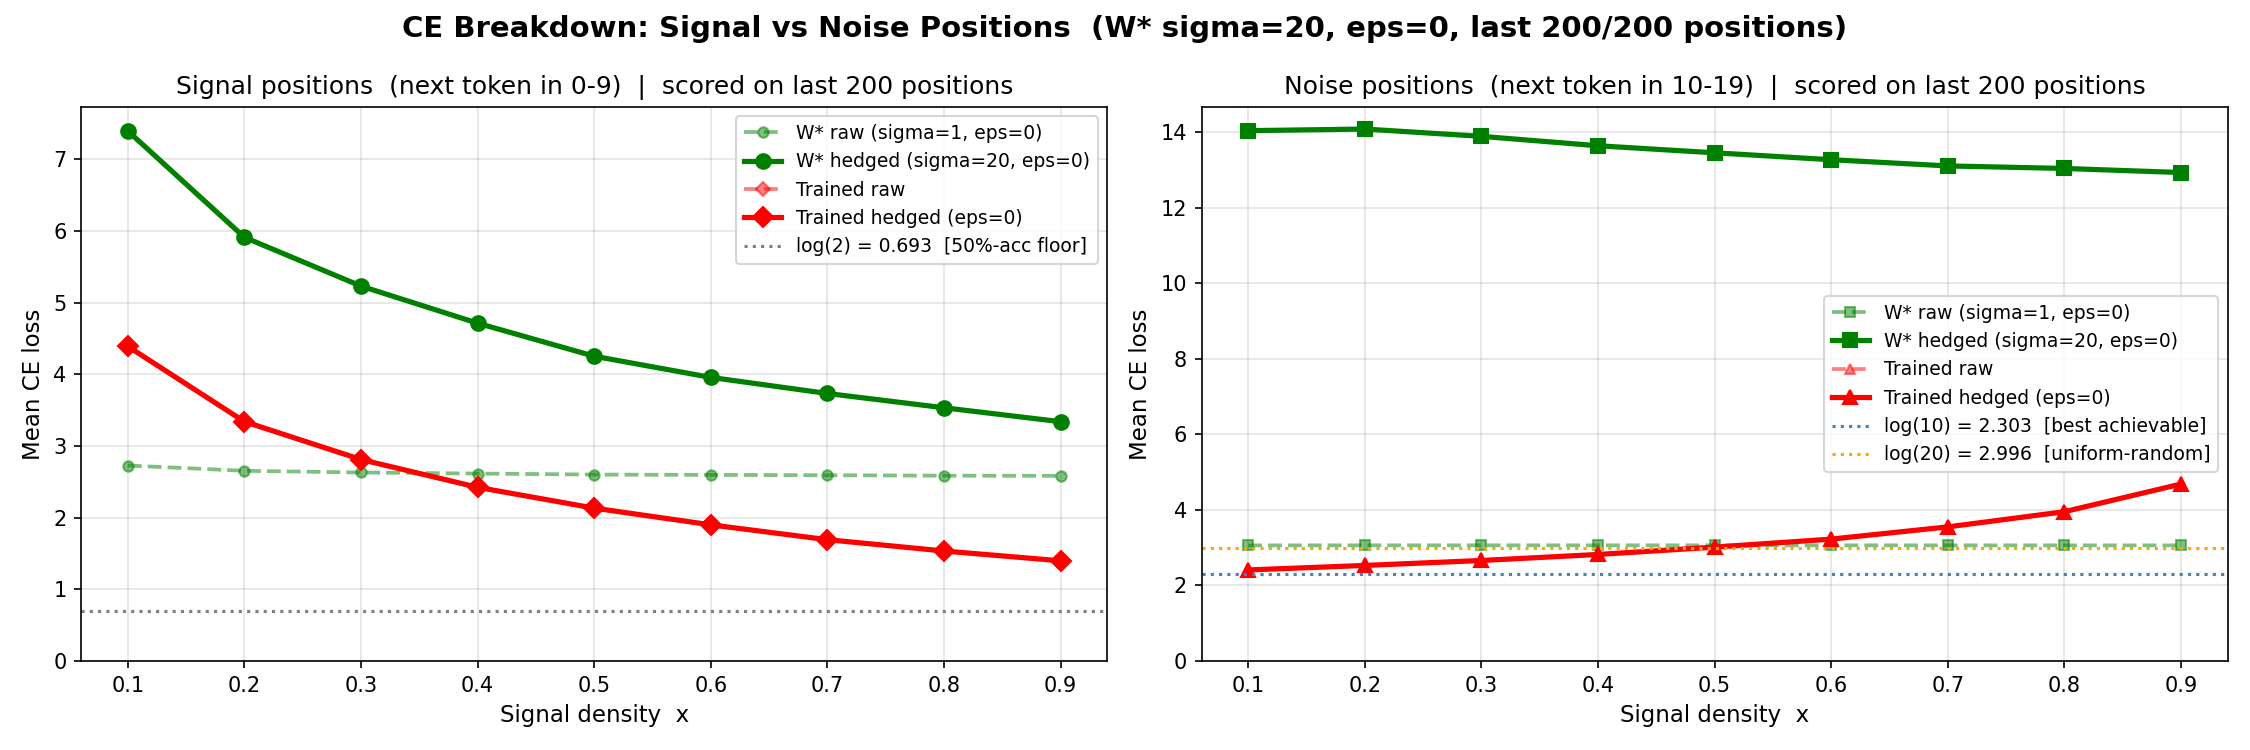 CE Breakdown: Signal vs Noise Positions (W* sigma=20, eps=0, last 200/200 positions)
Signal positions (next token in 0-9) | scored on last 200 positions
Mean CE loss
7
6
5
4
3
2
1
0
W* raw (sigma=1, eps=0)
W* hedged (sigma=20, eps=0)
Trained raw
Trained hedged (eps=0)
log(2) = 0.693 [50%-acc floor]
0.1 0.2 0.3 0.4 0.5 0.6 0.7 0.8 0.9
Signal density x
Noise positions (next token in 10-19) | scored on last 200 positions
Mean CE loss
14
12
10
8
6
4
2
0
W* raw (sigma=1, eps=0)
W* hedged (sigma=20, eps=0)
Trained raw
Trained hedged (eps=0)
log(10) = 2.303 [best achievable]
log(20) = 2.996 [uniform-random]
0.1 0.2 0.3 0.4 0.5 0.6 0.7 0.8 0.9
Signal density x